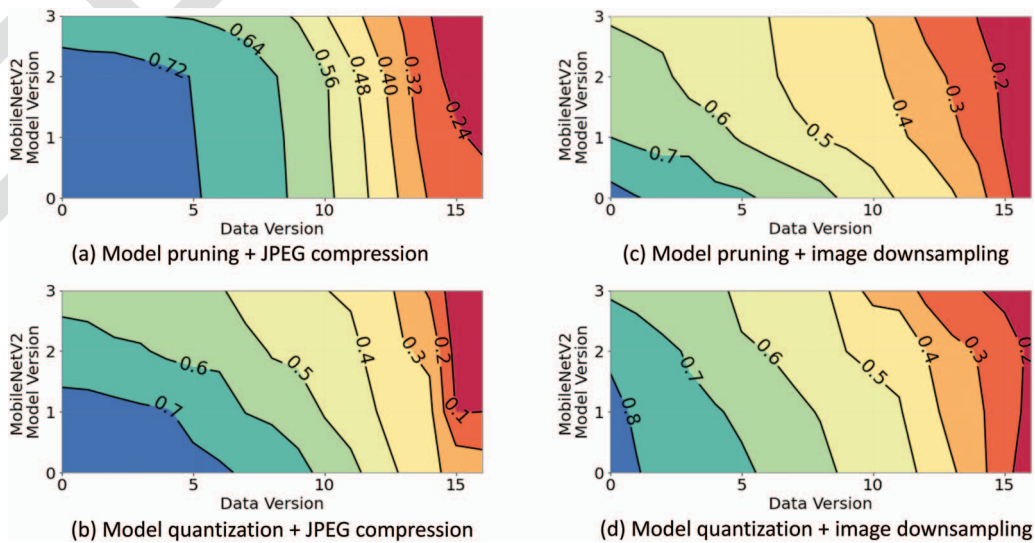 3
2
1
0
MobileNetV2
Model Version
0.72
0.64
0.56
0.48
0.40
0.32
0.24
0 5 10 15
Data Version
(a) Model pruning + JPEG compression
3
2
1
0
MobileNetV2
Model Version
0.7
0.6
0.5
0.4
0.3
0.2
0 5 10 15
Data Version
(c) Model pruning + image downsampling
3
2
1
0
MobileNetV2
Model Version
0.7
0.6
0.5
0.4
0.3
0.2
0.1
0 5 10 15
Data Version
(b) Model quantization + JPEG compression
3
2
1
0
MobileNetV2
Model Version
0.8
0.7
0.6
0.5
0.4
0.3
0.2
0 5 10 15
Data Version
(d) Model quantization + image downsampling